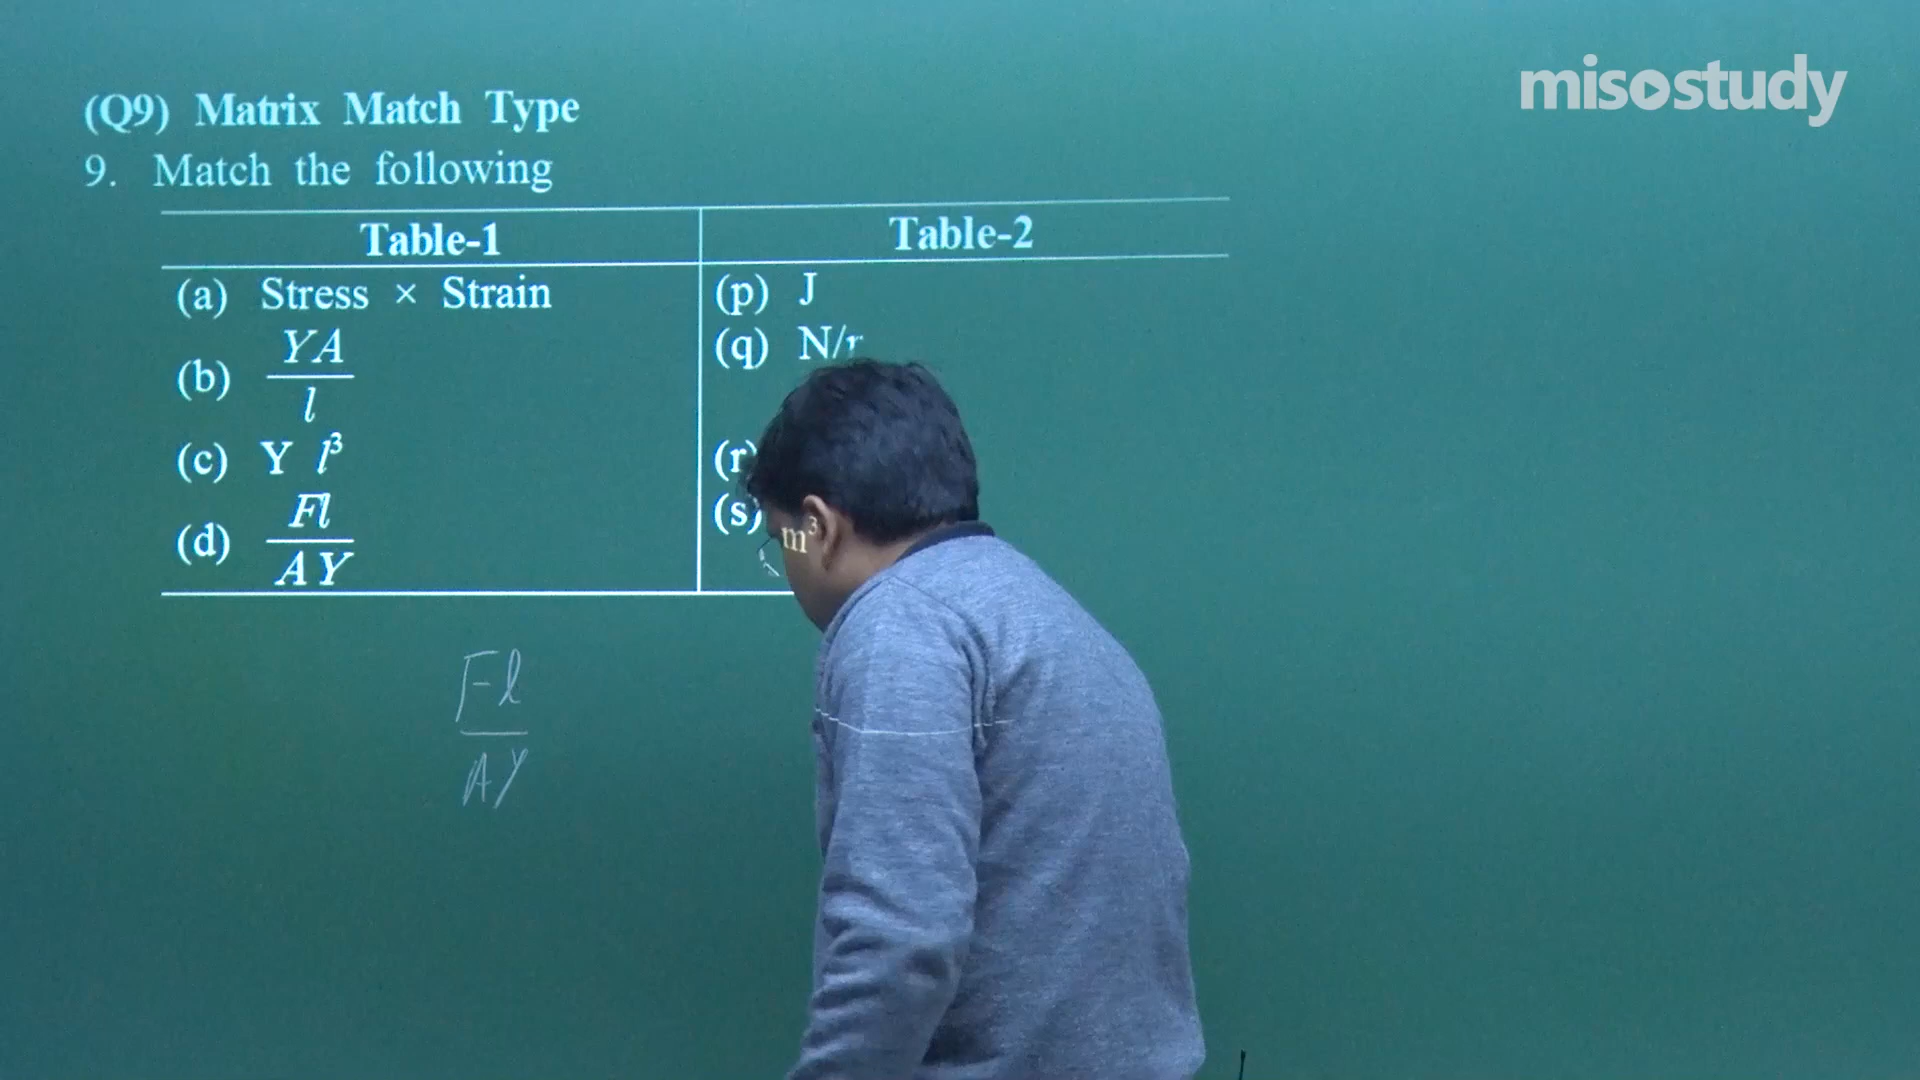 misostudy
(Q9) Matrix Match Type
9. Match the following
Table-1 Table-2
(a) Stress × Strain (p) J
(b) YA/l (q)
(c) Y l³ (r)
(d) Fl/AY (s) m³
Fl
AY